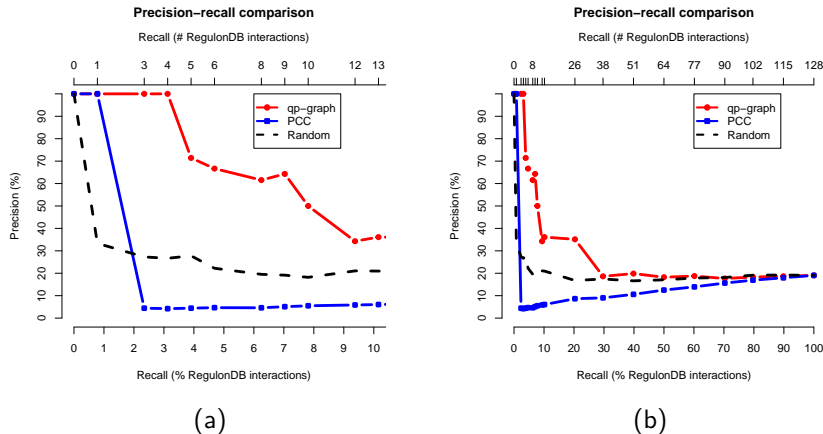 Precision−recall comparison
Recall (# RegulonDB interactions)
0 1 3 4 5 6 8 9 10 12 13
Precision (%)
0 10 20 30 40 50 60 70 80 90
qp−graph
PCC
Random
0 1 2 3 4 5 6 7 8 9 10
Recall (% RegulonDB interactions)
(a)
Precision−recall comparison
Recall (# RegulonDB interactions)
0 8 26 38 51 64 77 90 102 115 128
Precision (%)
0 10 20 30 40 50 60 70 80 90
qp−graph
PCC
Random
0 10 20 30 40 50 60 70 80 90 100
Recall (% RegulonDB interactions)
(b)